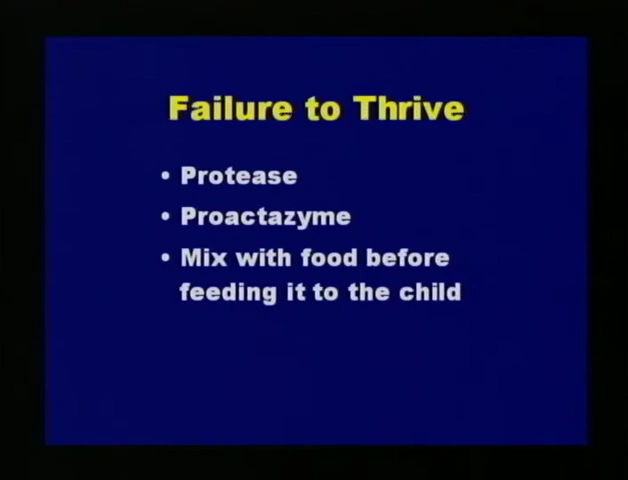 Failure to Thrive
• Protease
• Proactazyme
• Mix with food before
feeding it to the child